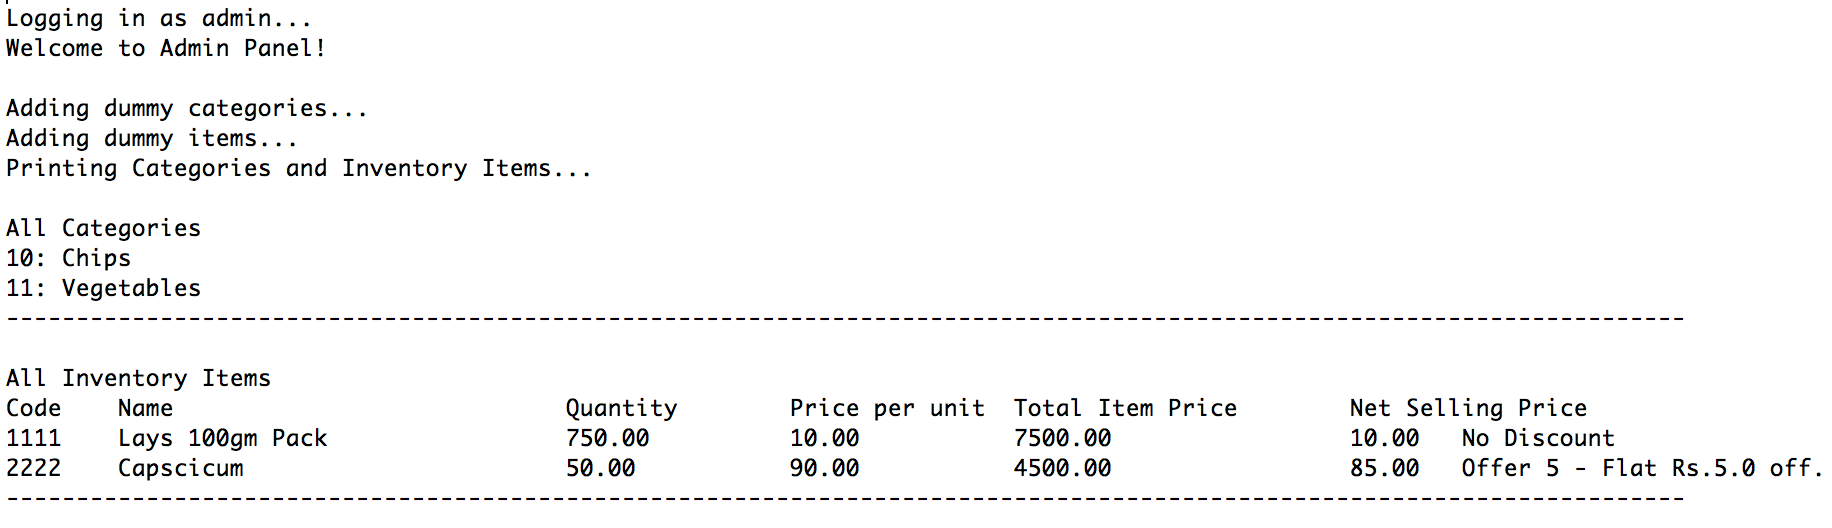 Logging in as admin...
Welcome to Admin Panel!
Adding dummy categories...
Adding dummy items...
Printing Categories and Inventory Items...
All Categories
10: Chips
11: Vegetables
------------------------------------------------------------------------------------------------------------------------
All Inventory Items
Code    Name                            Quantity        Price per unit  Total Item Price        Net Selling Price
1111    Lays 100gm Pack                 750.00          10.00           7500.00                 10.00   No Discount
2222    Capscicum                       50.00           90.00           4500.00                 85.00   Offer 5 - Flat Rs.5.0 off.
------------------------------------------------------------------------------------------------------------------------